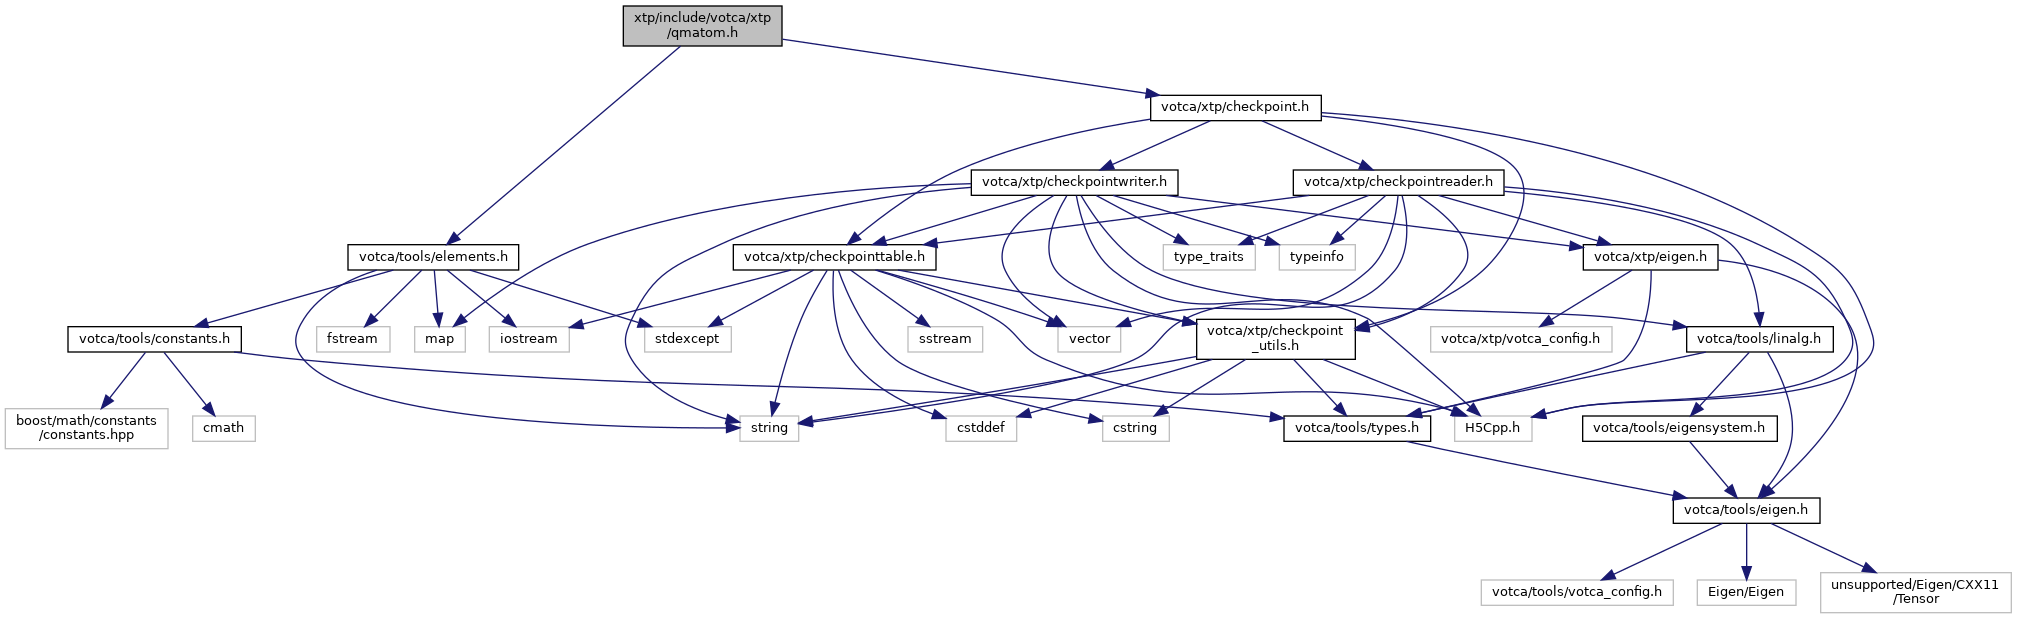 xtp/include/votca/xtp
/qmatom.h
votca/xtp/checkpoint.h
votca/xtp/checkpointwriter.h
votca/xtp/checkpointreader.h
votca/tools/elements.h
votca/xtp/checkpointtable.h
type_traits
typeinfo
votca/xtp/eigen.h
votca/tools/constants.h
fstream
map
iostream
stdexcept
sstream
vector
votca/xtp/checkpoint
_utils.h
votca/xtp/votca_config.h
votca/tools/linalg.h
boost/math/constants
/constants.hpp
cmath
string
cstddef
cstring
votca/tools/types.h
H5Cpp.h
votca/tools/eigensystem.h
votca/tools/eigen.h
votca/tools/votca_config.h
Eigen/Eigen
unsupported/Eigen/CXX11
/Tensor